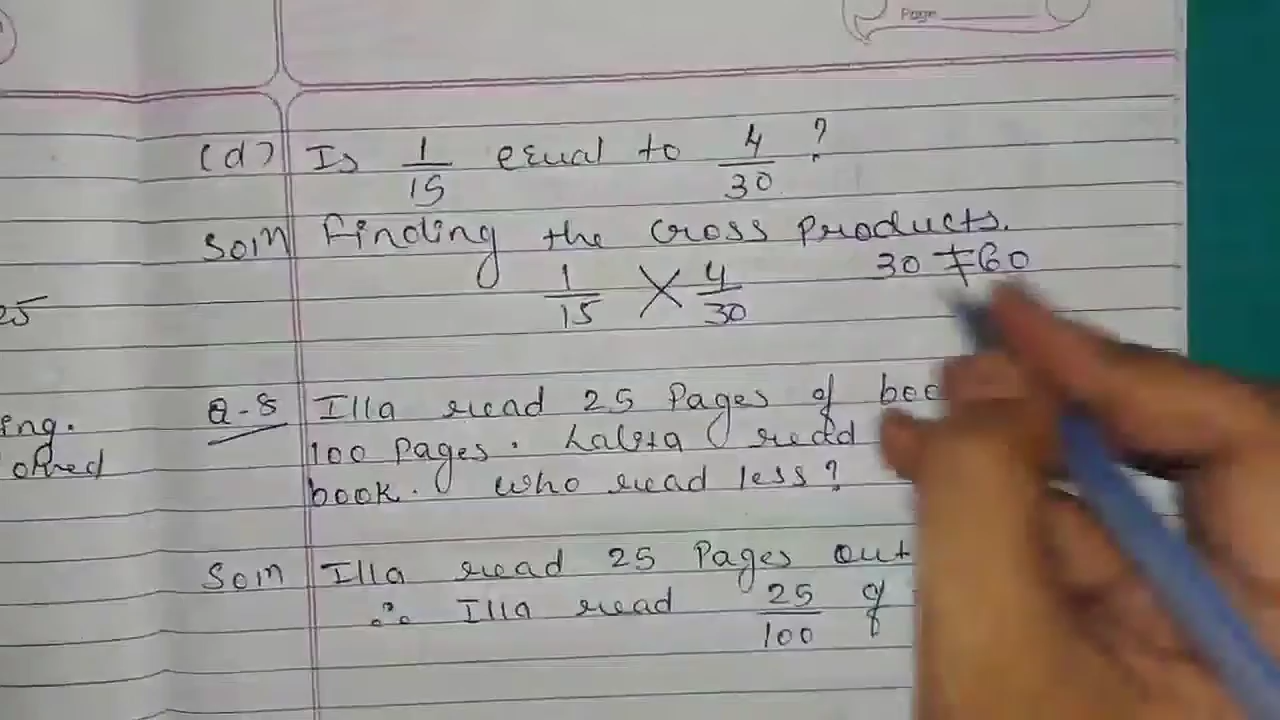 Page
(d) Is 1/15 equal to 4/30 ?
Soln Finding the cross products.
1/15 X 4/30 30 ≠ 60
25
Q-8 Illa read 25 pages of
ing. 100 pages. Lalita read
book. who read less?
Soln Illa read 25 pages out
∴ Illa read 25/100 of